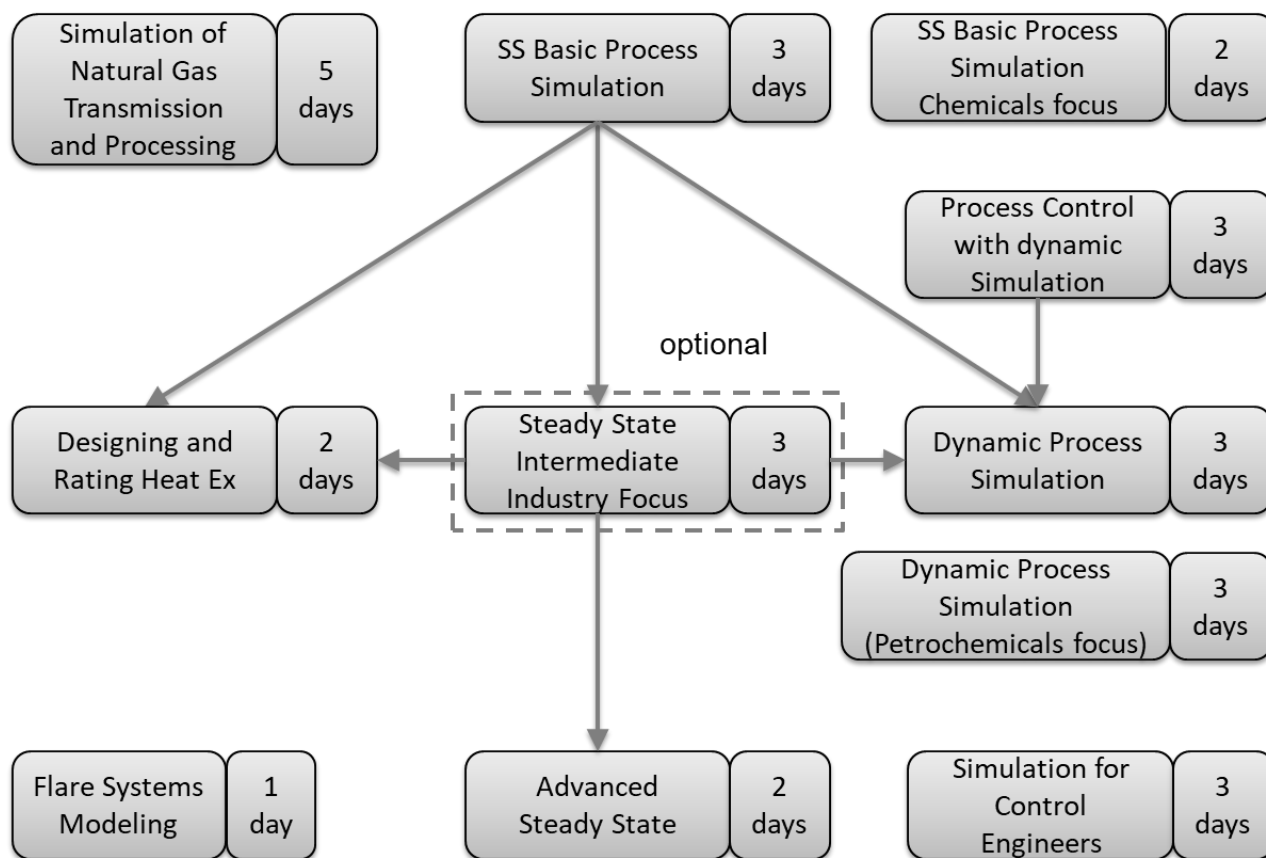 Simulation of
Natural Gas
Transmission
and Processing
5
days
SS Basic Process
Simulation
3
days
SS Basic Process
Simulation
Chemicals focus
2
days
Process Control
with dynamic
Simulation
3
days
optional
Designing and
Rating Heat Ex
2
days
Steady State
Intermediate
Industry Focus
3
days
Dynamic Process
Simulation
3
days
Dynamic Process
Simulation
(Petrochemicals focus)
3
days
Flare Systems
Modeling
1
day
Advanced
Steady State
2
days
Simulation for
Control
Engineers
3
days